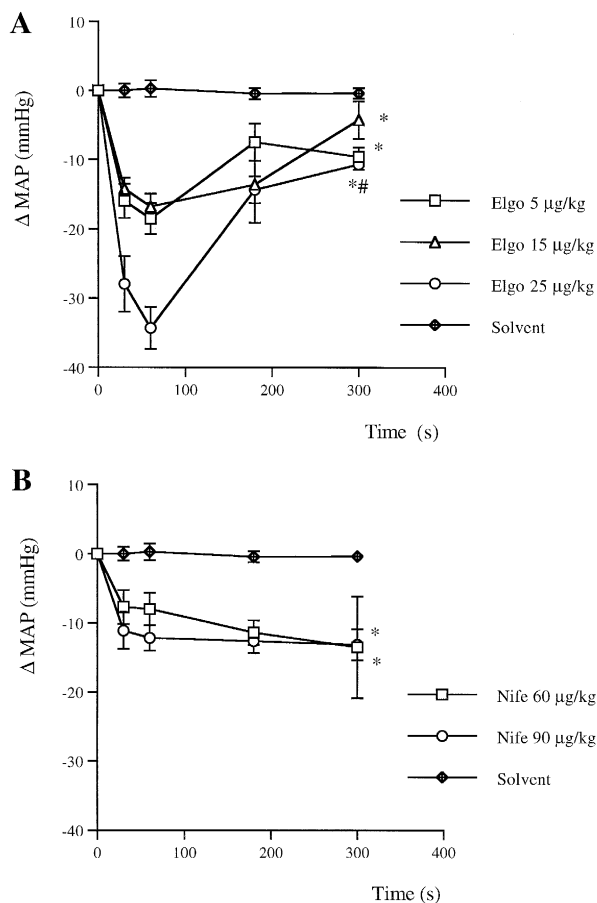 A
10
0
-10
-20
-30
-40
Δ MAP (mmHg)
*
*
*#
Elgo 5 µg/kg
Elgo 15 µg/kg
Elgo 25 µg/kg
Solvent
0 100 200 300 400
Time (s)
B
10
0
-10
-20
-30
-40
Δ MAP (mmHg)
*
*
Nife 60 µg/kg
Nife 90 µg/kg
Solvent
0 100 200 300 400
Time (s)